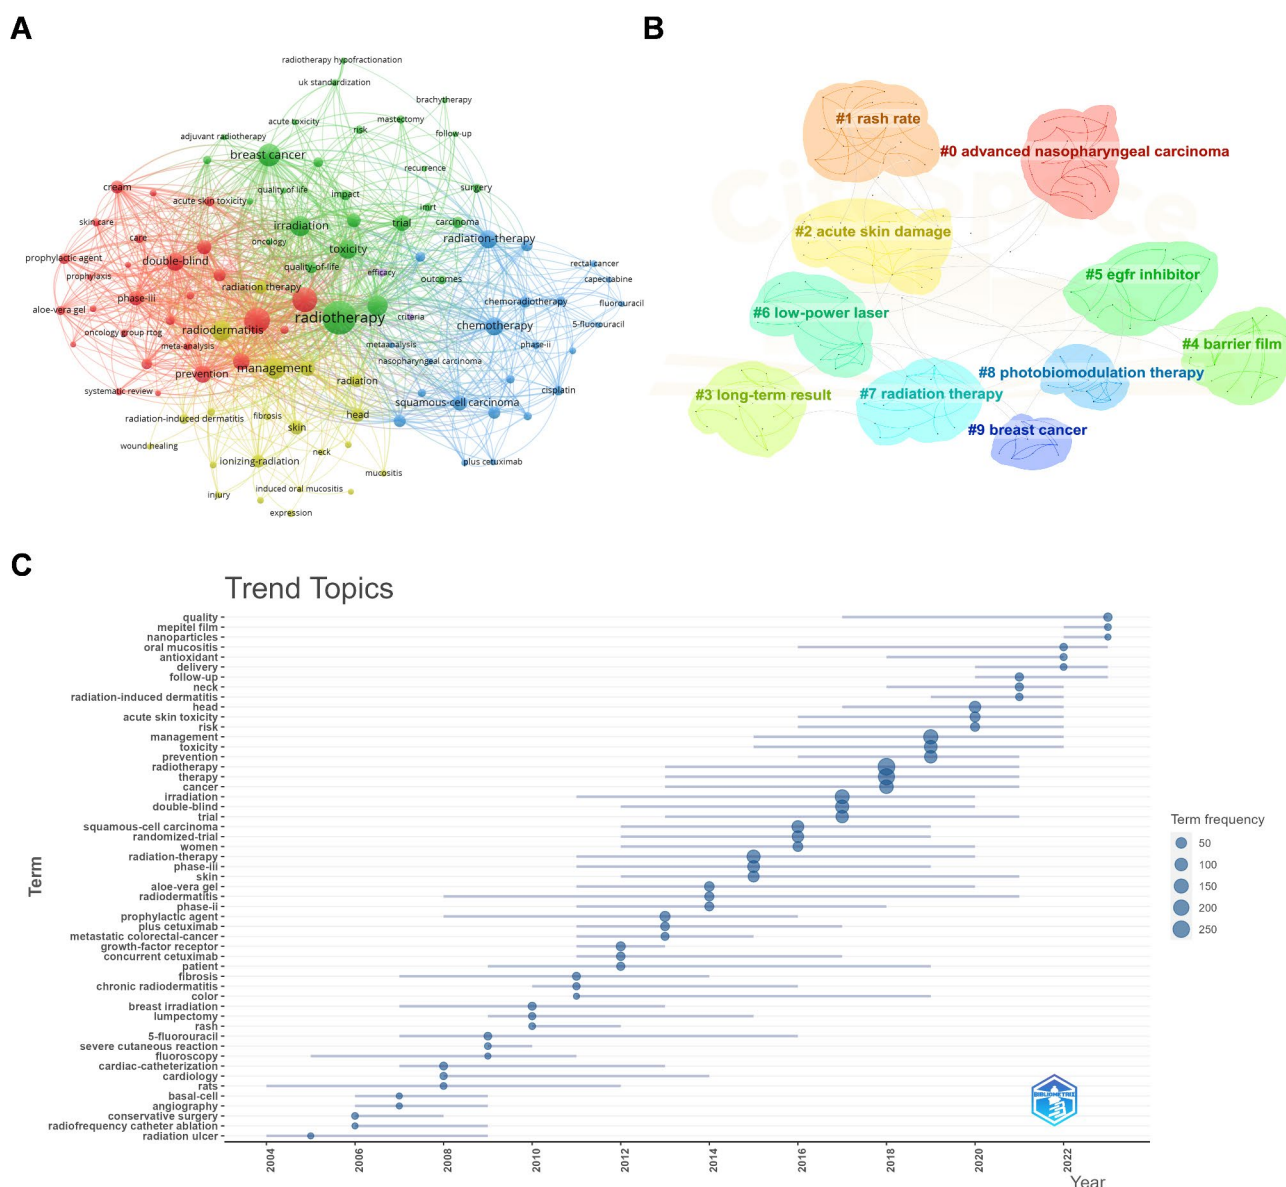 A
radiotherapy hypofractionation
uk standardization
brachytherapy
acute toxicity
mastectomy
risk
adjuvant radiotherapy
follow-up
breast cancer
recurrence
cream
quality of life
impact
surgery
acute skin toxicity
imrt
skin care
irradiation
trial
carcinoma
care
oncology
radiation-therapy
toxicity
prophylactic agent
double-blind
quality-of-life
efficacy
rectal-cancer
prophylaxis
outcomes
capecitabine
radiation therapy
phase-iii
chemoradiotherapy
fluorouracil
aloe-vera gel
radiotherapy
criteria
5-fluorouracil
oncology group rtog
radiodermatitis
chemotherapy
meta-analysis
metaanalysis
phase-ii
nasopharyngeal carcinoma
prevention
management
radiation
systematic review
cisplatin
squamous-cell carcinoma
radiation-induced dermatitis
fibrosis
head
skin
wound healing
neck
ionizing-radiation
plus cetuximab
mucositis
injury
induced oral mucositis
expression
B
CiteSpace
#1 rash rate
#0 advanced nasopharyngeal carcinoma
#2 acute skin damage
#5 egfr inhibitor
#6 low-power laser
#4 barrier film
#8 photobiomodulation therapy
#3 long-term result
#7 radiation therapy
#9 breast cancer
C
Trend Topics
quality
mepitel film
nanoparticles
oral mucositis
antioxidant
delivery
follow-up
neck
radiation-induced dermatitis
head
acute skin toxicity
risk
management
toxicity
prevention
radiotherapy
therapy
cancer
irradiation
double-blind
trial
squamous-cell carcinoma
randomized-trial
women
radiation-therapy
phase-iii
skin
aloe-vera gel
radiodermatitis
phase-ii
prophylactic agent
plus cetuximab
metastatic colorectal-cancer
growth-factor receptor
concurrent cetuximab
patient
fibrosis
chronic radiodermatitis
color
breast irradiation
lumpectomy
rash
5-fluorouracil
severe cutaneous reaction
fluoroscopy
cardiac-catheterization
cardiology
rats
basal-cell
angiography
conservative surgery
radiofrequency catheter ablation
radiation ulcer
Term
Term frequency
50
100
150
200
250
BIBLIOMETRIX
2004
2006
2008
2010
2012
2014
2016
2018
2020
2022
Year